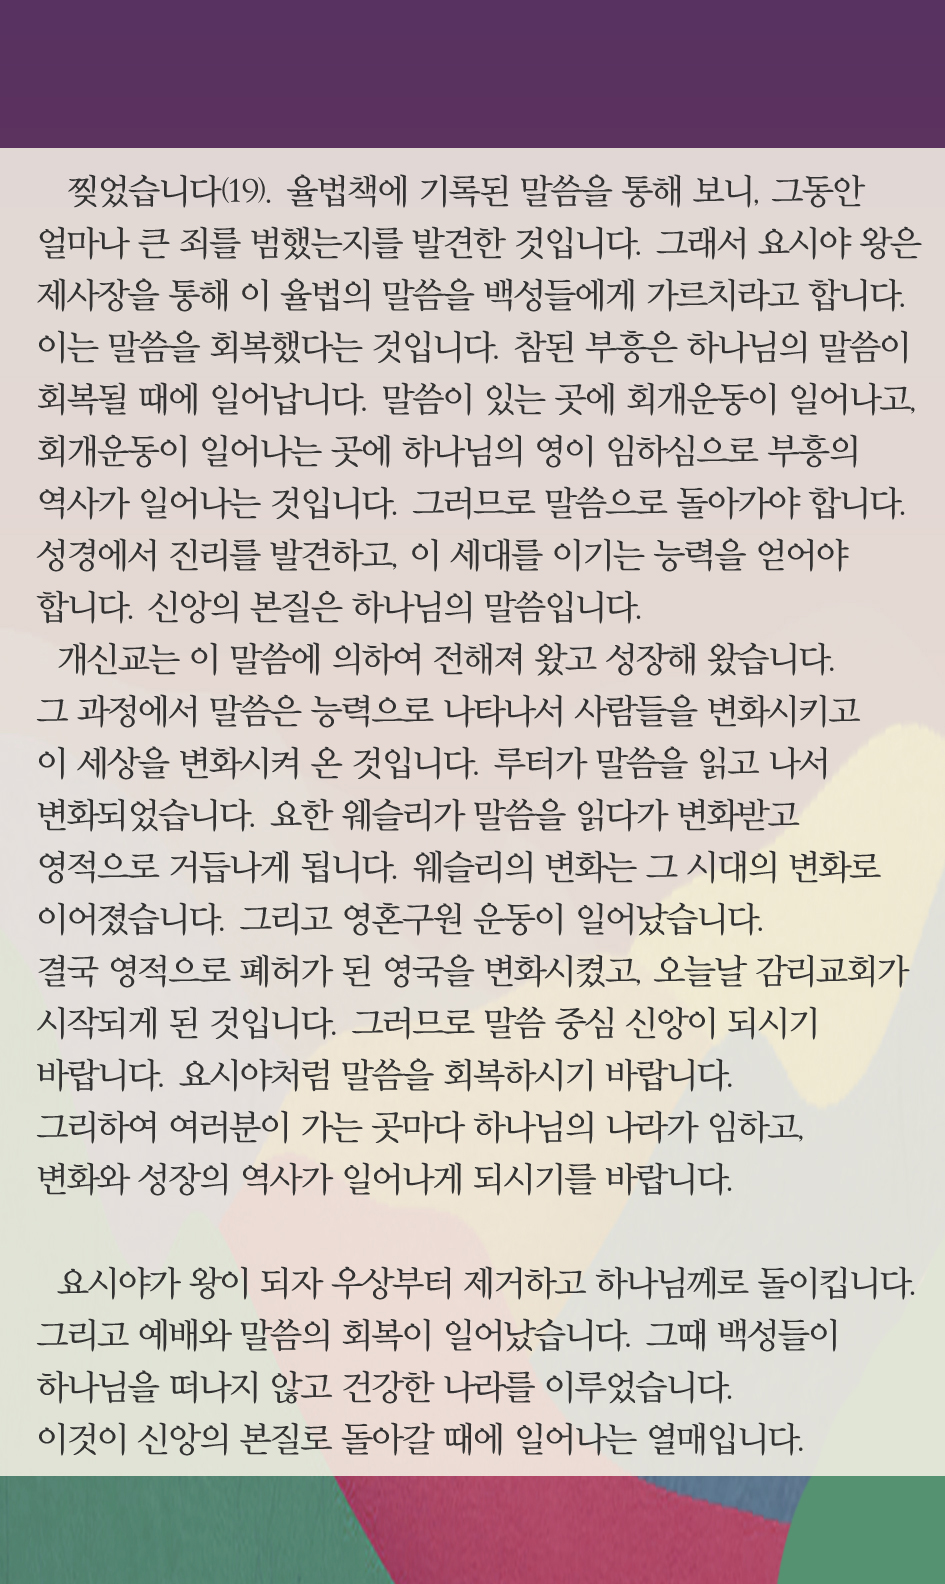 찢었습니다(19). 율법책에 기록된 말씀을 통해 보니, 그동안
얼마나 큰 죄를 범했는지를 발견한 것입니다. 그래서 요시야 왕은
제사장을 통해 이 율법의 말씀을 백성들에게 가르치라고 합니다.
이는 말씀을 회복했다는 것입니다. 참된 부흥은 하나님의 말씀이
회복될 때에 일어납니다. 말씀이 있는 곳에 회개운동이 일어나고,
회개운동이 일어나는 곳에 하나님의 영이 임하심으로 부흥의
역사가 일어나는 것입니다. 그러므로 말씀으로 돌아가야 합니다.
성경에서 진리를 발견하고, 이 세대를 이기는 능력을 얻어야
합니다. 신앙의 본질은 하나님의 말씀입니다.
개신교는 이 말씀에 의하여 전해져 왔고 성장해 왔습니다.
그 과정에서 말씀은 능력으로 나타나서 사람들을 변화시키고
이 세상을 변화시켜 온 것입니다. 루터가 말씀을 읽고 나서
변화되었습니다. 요한 웨슬리가 말씀을 읽다가 변화받고
영적으로 거듭나게 됩니다. 웨슬리의 변화는 그 시대의 변화로
이어졌습니다. 그리고 영혼구원 운동이 일어났습니다.
결국 영적으로 폐허가 된 영국을 변화시켰고, 오늘날 감리교회가
시작되게 된 것입니다. 그러므로 말씀 중심 신앙이 되시기
바랍니다. 요시야처럼 말씀을 회복하시기 바랍니다.
그리하여 여러분이 가는 곳마다 하나님의 나라가 임하고,
변화와 성장의 역사가 일어나게 되시기를 바랍니다.
요시야가 왕이 되자 우상부터 제거하고 하나님께로 돌이킵니다.
그리고 예배와 말씀의 회복이 일어났습니다. 그때 백성들이
하나님을 떠나지 않고 건강한 나라를 이루었습니다.
이것이 신앙의 본질로 돌아갈 때에 일어나는 열매입니다.